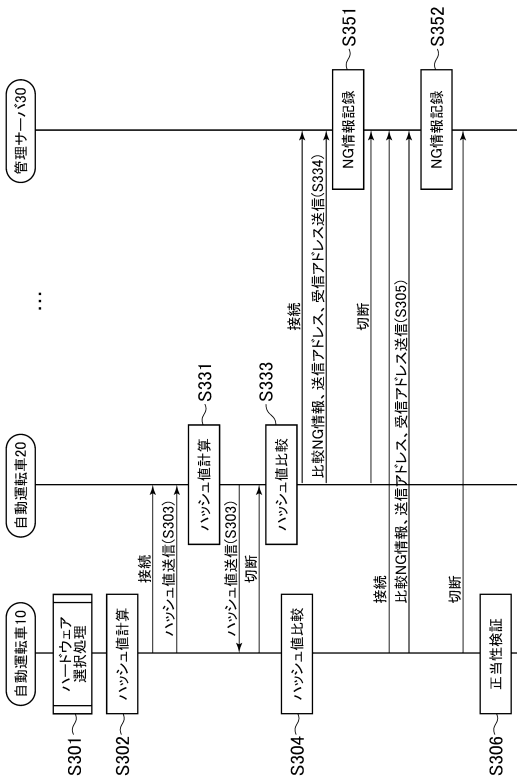 自動運転車10
自動運転車20
...
管理サーバ30
ハードウェア
選択処理
S301
ハッシュ値計算
S302
接続
ハッシュ値送信(S303)
ハッシュ値計算
S331
ハッシュ値送信(S303)
切断
ハッシュ値比較
S333
ハッシュ値比較
S304
接続
比較NG情報、送信アドレス、受信アドレス送信(S334)
NG情報記録
S351
切断
接続
比較NG情報、送信アドレス、受信アドレス送信(S305)
NG情報記録
S352
切断
正当性検証
S306